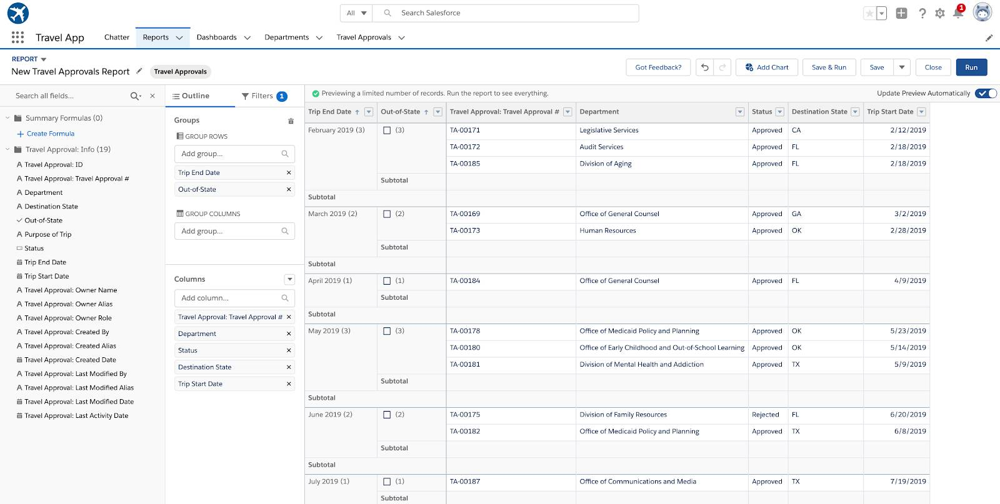 All
Search Salesforce
1
Travel App
Chatter
Reports
Dashboards
Departments
Travel Approvals
REPORT
New Travel Approvals Report
Travel Approvals
Got Feedback?
Add Chart
Save & Run
Save
Close
Run
Search all fields...
Summary Formulas (0)
Create Formula
Travel Approval: Info (19)
Travel Approval: ID
Travel Approval: Travel Approval #
Department
Destination State
Out-of-State
Purpose of Trip
Status
Trip End Date
Trip Start Date
Travel Approval: Owner Name
Travel Approval: Owner Alias
Travel Approval: Owner Role
Travel Approval: Created By
Travel Approval: Created Alias
Travel Approval: Created Date
Travel Approval: Last Modified By
Travel Approval: Last Modified Alias
Travel Approval: Last Modified Date
Travel Approval: Last Activity Date
Outline
Filters 1
Groups
GROUP ROWS
Add group...
Trip End Date
Out-of-State
GROUP COLUMNS
Add group...
Columns
Add column...
Travel Approval: Travel Approval #
Department
Status
Destination State
Trip Start Date
Previewing a limited number of records. Run the report to see everything.
Update Preview Automatically
Trip End Date Out-of-State Travel Approval: Travel Approval # Department Status Destination State Trip Start Date
February 2019 (3) (3) TA-00171 Legislative Services Approved CA 2/12/2019
TA-00172 Audit Services Approved FL 2/18/2019
TA-00185 Division of Aging Approved FL 2/18/2019
Subtotal
Subtotal
March 2019 (2) (2) TA-00169 Office of General Counsel Approved GA 3/2/2019
TA-00173 Human Resources Approved OK 2/28/2019
Subtotal
Subtotal
April 2019 (1) (1) TA-00184 Office of General Counsel Approved FL 4/9/2019
Subtotal
Subtotal
May 2019 (3) (3) TA-00178 Office of Medicaid Policy and Planning Approved OK 5/23/2019
TA-00180 Office of Early Childhood and Out-of-School Learning Approved OK 5/14/2019
TA-00181 Division of Mental Health and Addiction Approved TX 5/9/2019
Subtotal
Subtotal
June 2019 (2) (2) TA-00175 Division of Family Resources Rejected FL 6/20/2019
TA-00182 Office of Medicaid Policy and Planning Approved TX 6/8/2019
Subtotal
Subtotal
July 2019 (1) (1) TA-00187 Office of Communications and Media Approved TX 7/19/2019
Subtotal